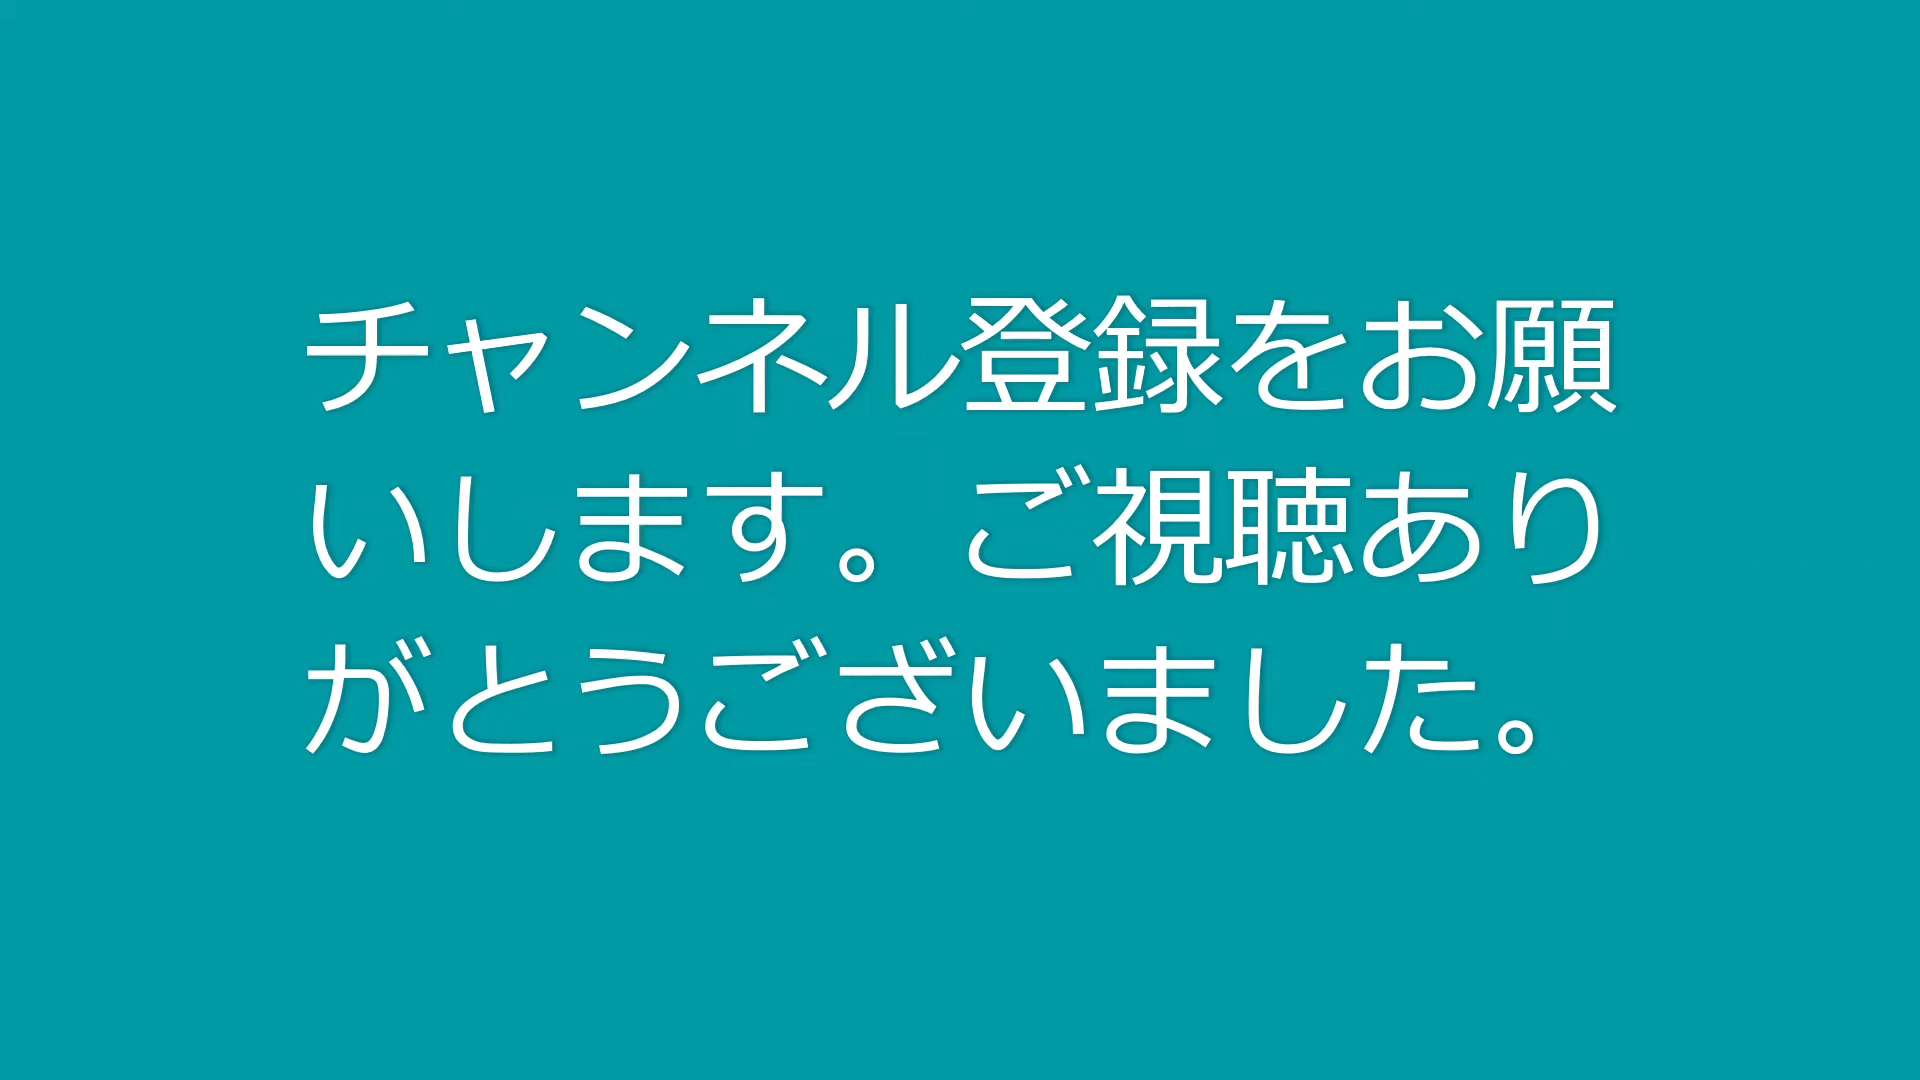 チャンネル登録をお願
いします。ご視聴あり
がとうございました。